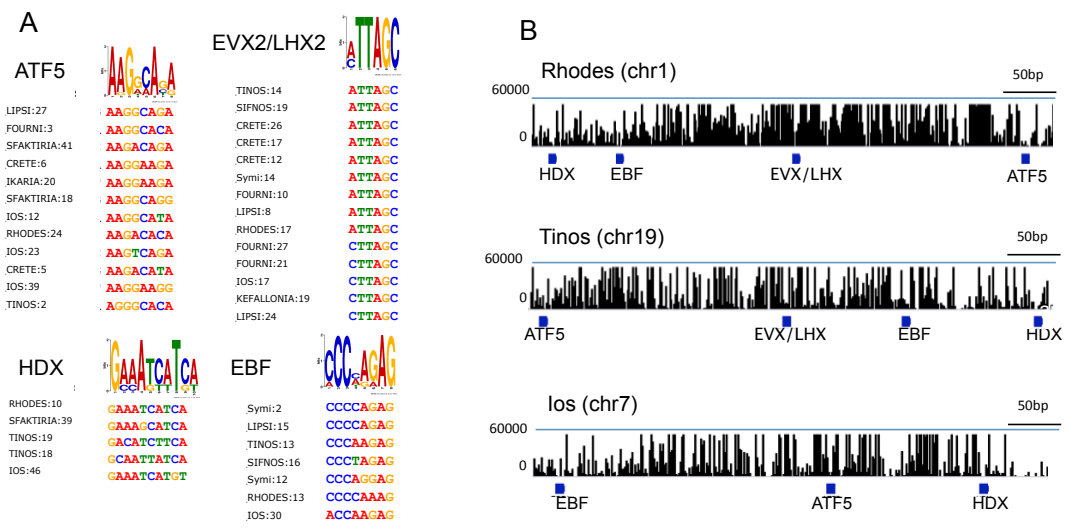 A
ATF5
LIPSI:27 AAGGCAGA
FOURNI:3 AAGGCACA
SFAKTIRIA:41 AAGACAGA
CRETE:6 AAGGAAGA
IKARIA:20 AAGGAAGA
SFAKTIRIA:18 AAGGCAGG
IOS:12 AAGGCATA
RHODES:24 AAGACACA
IOS:23 AAGTCAGA
CRETE:5 AAGACATA
IOS:39 AAGGAAGG
TINOS:2 AGGGCACA
EVX2/LHX2
TINOS:14 ATTAGC
SIFNOS:19 ATTAGC
CRETE:26 ATTAGC
CRETE:17 ATTAGC
CRETE:12 ATTAGC
Symi:14 ATTAGC
FOURNI:10 ATTAGC
LIPSI:8 ATTAGC
RHODES:17 ATTAGC
FOURNI:27 CTTAGC
FOURNI:21 CTTAGC
IOS:17 CTTAGC
KEFALLONIA:19 CTTAGC
LIPSI:24 CTTAGC
HDX
RHODES:10 GAAATCATCA
SFAKTIRIA:39 GAAAGCATCA
TINOS:19 GACATCTTCA
TINOS:18 GCAATTATCA
IOS:46 GAAATCATGT
EBF
Symi:2 CCCCAGAG
LIPSI:15 CCCCAGAG
TINOS:13 CCCAAGAG
SIFNOS:16 CCCTAGAG
Symi:12 CCCAGGAG
RHODES:13 CCCCAAAG
IOS:30 ACCAAGAG
B
Rhodes (chr1)
50bp
60000
0
HDX EBF EVX/LHX ATF5
Tinos (chr19)
50bp
60000
0
ATF5 EVX/LHX EBF HDX
Ios (chr7)
50bp
60000
0
EBF ATF5 HDX